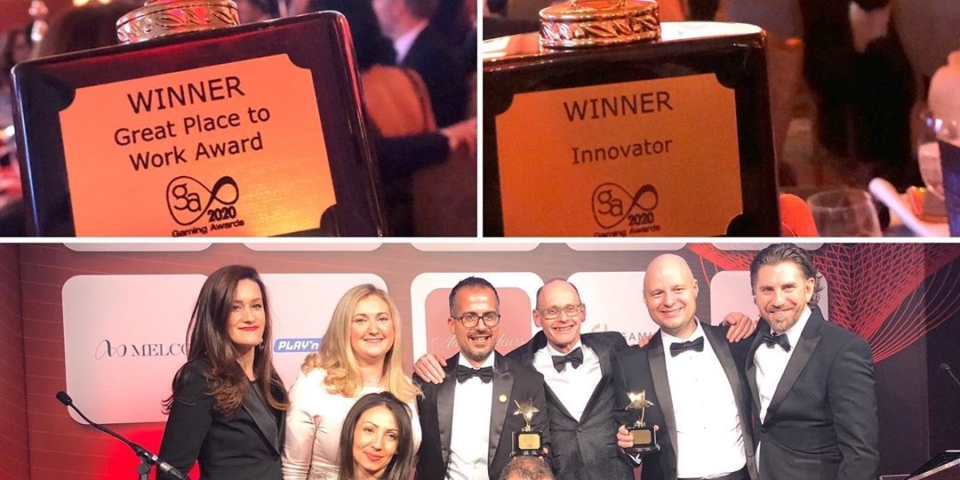 WINNER
Great Place to
Work Award
ga
2020
Gaming Awards
WINNER
Innovator
ga
2020
Gaming Awards
MELCO
PLAY'n